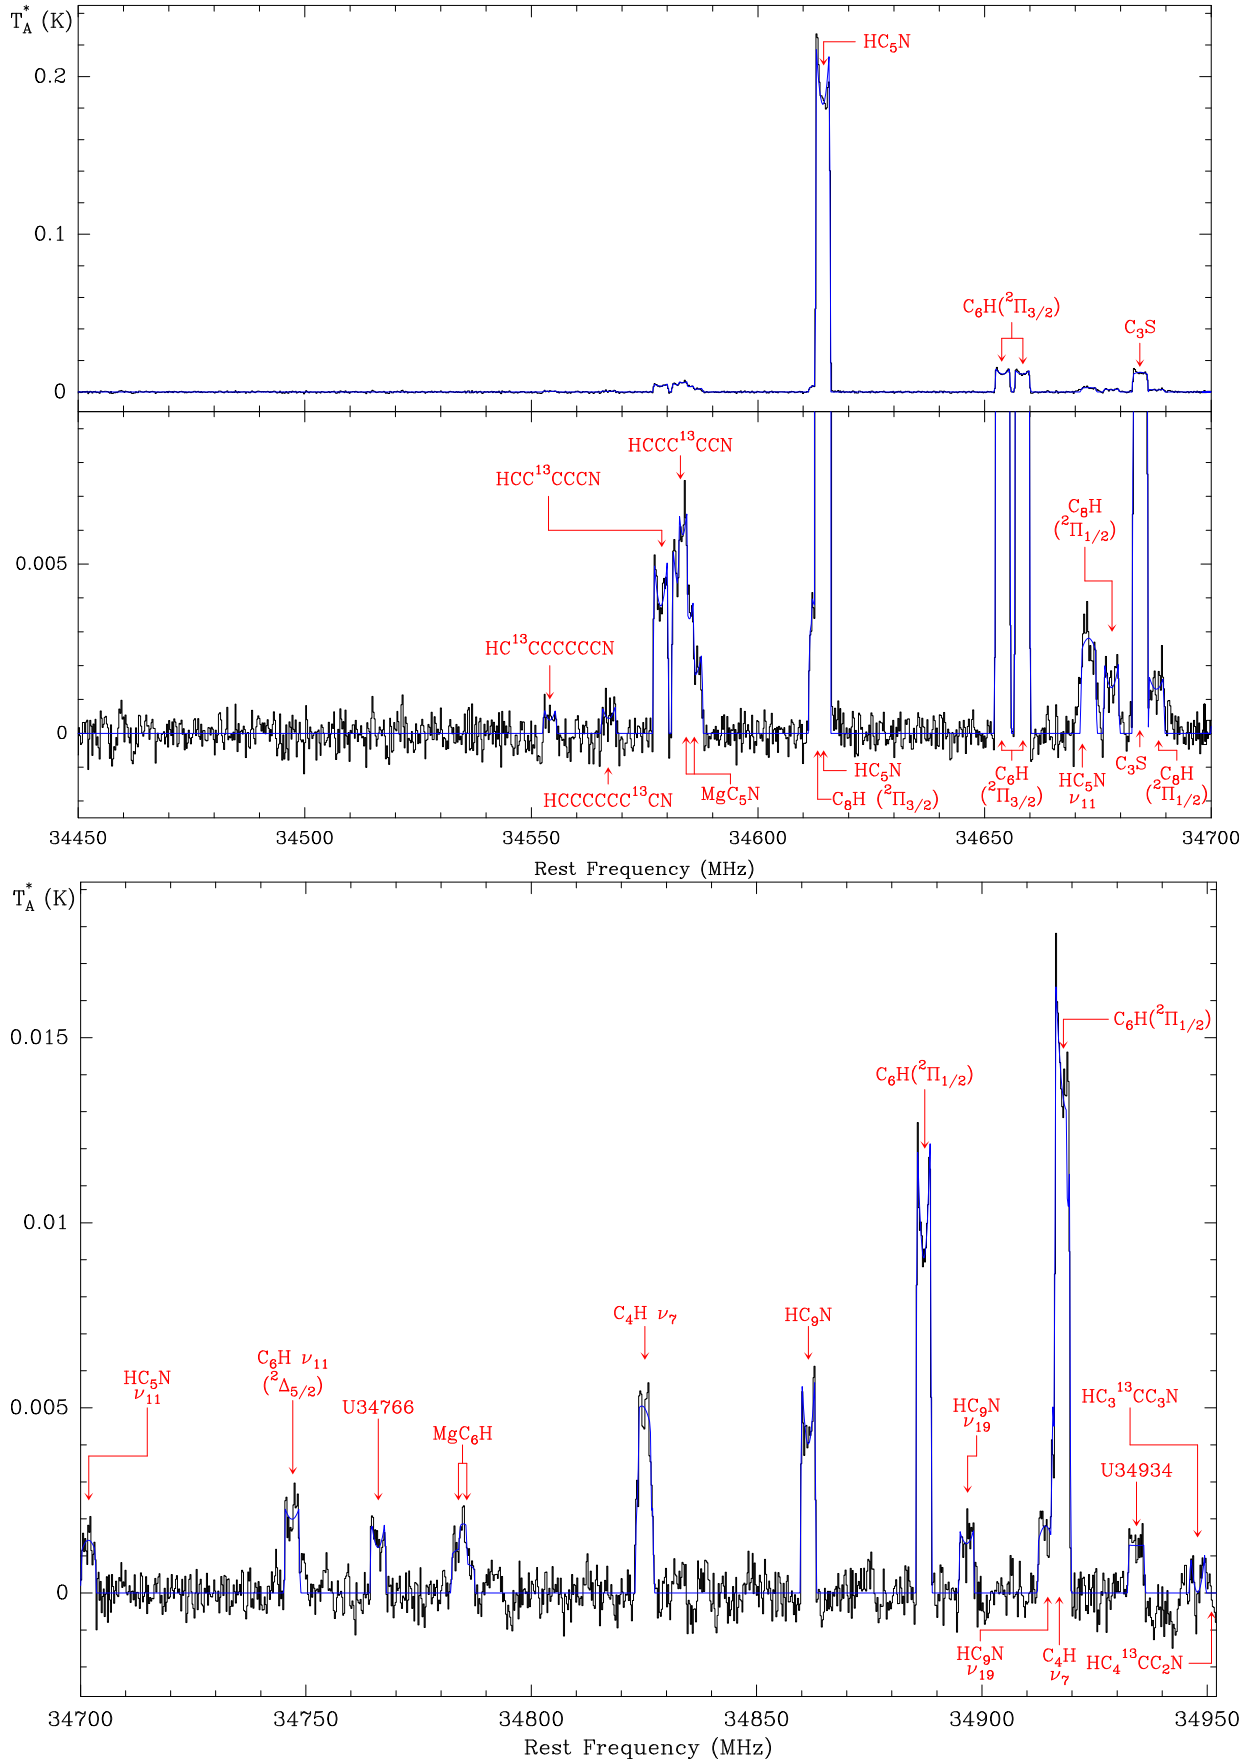 T*A (K)
HC5N
0.2
0.1
C6H(2Π3/2)
C3S
0
HCCC13CCN
HCC13CCCN
C8H
(2Π1/2)
0.005
HC13CCCCCCN
0
HCCCCCC13CN
MgC5N
HC5N
C8H (2Π3/2)
C6H
(2Π3/2)
HC5N
ν11
C3S
C8H
(2Π1/2)
34450 34500 34550 34600 34650 34700
Rest Frequency (MHz)
T*A (K)
0.015
C6H(2Π1/2)
C6H(2Π1/2)
0.01
C4H ν7
HC9N
0.005
HC5N
ν11
C6H ν11
(2Δ5/2)
U34766
MgC6H
HC9N
ν19
HC313CC3N
U34934
0
HC9N
ν19
C4H
ν7
HC413CC2N
34700 34750 34800 34850 34900 34950
Rest Frequency (MHz)